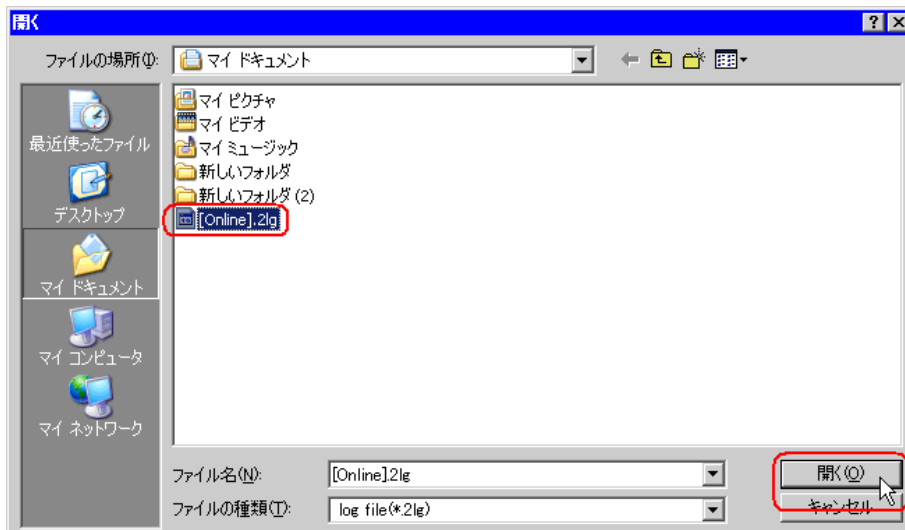 開く
ファイルの場所(I):
マイ ドキュメント
最近使ったファイル
デスクトップ
マイ ドキュメント
マイ コンピュータ
マイ ネットワーク
マイ ピクチャ
マイ ビデオ
マイ ミュージック
新しいフォルダ
新しいフォルダ (2)
[Online].2lg
ファイル名(N):
[Online].2lg
開く(O)
ファイルの種類(T):
log file(*.2lg)
キャンセル